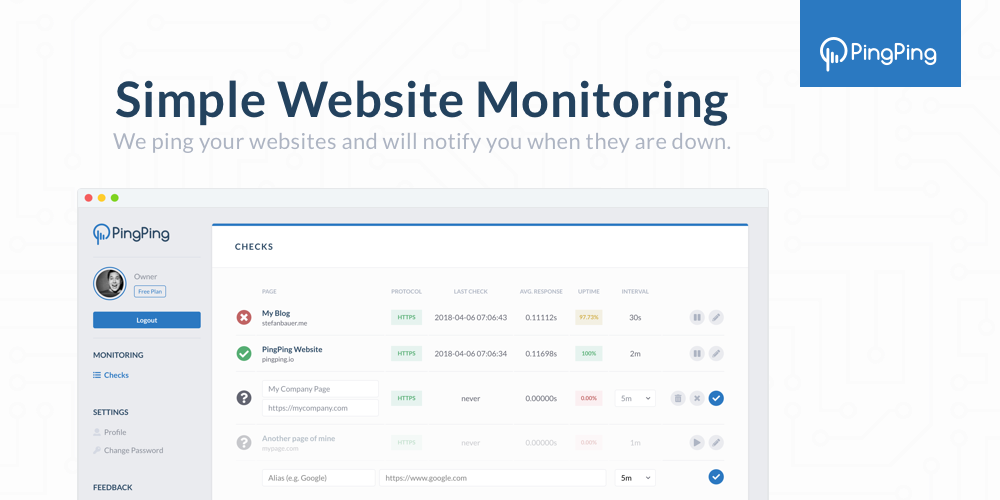 PingPing
Simple Website Monitoring
We ping your websites and will notify you when they are down.
PingPing
Owner
Free Plan
Logout
MONITORING
Checks
SETTINGS
Profile
Change Password
FEEDBACK
CHECKS
PAGE PROTOCOL LAST CHECK AVG. RESPONSE UPTIME INTERVAL
My Blog
stefanbauer.me
HTTPS 2018-04-06 07:06:43 0.11112s 97.73% 30s
PingPing Website
pingping.io
HTTPS 2018-04-06 07:06:34 0.11698s 100% 2m
My Company Page
https://mycompany.com
HTTPS never 0.00000s 0.00% 5m
Another page of mine
mypage.com
HTTPS never 0.00000s 0.00% 1m
Alias (e.g. Google) https://www.google.com 5m